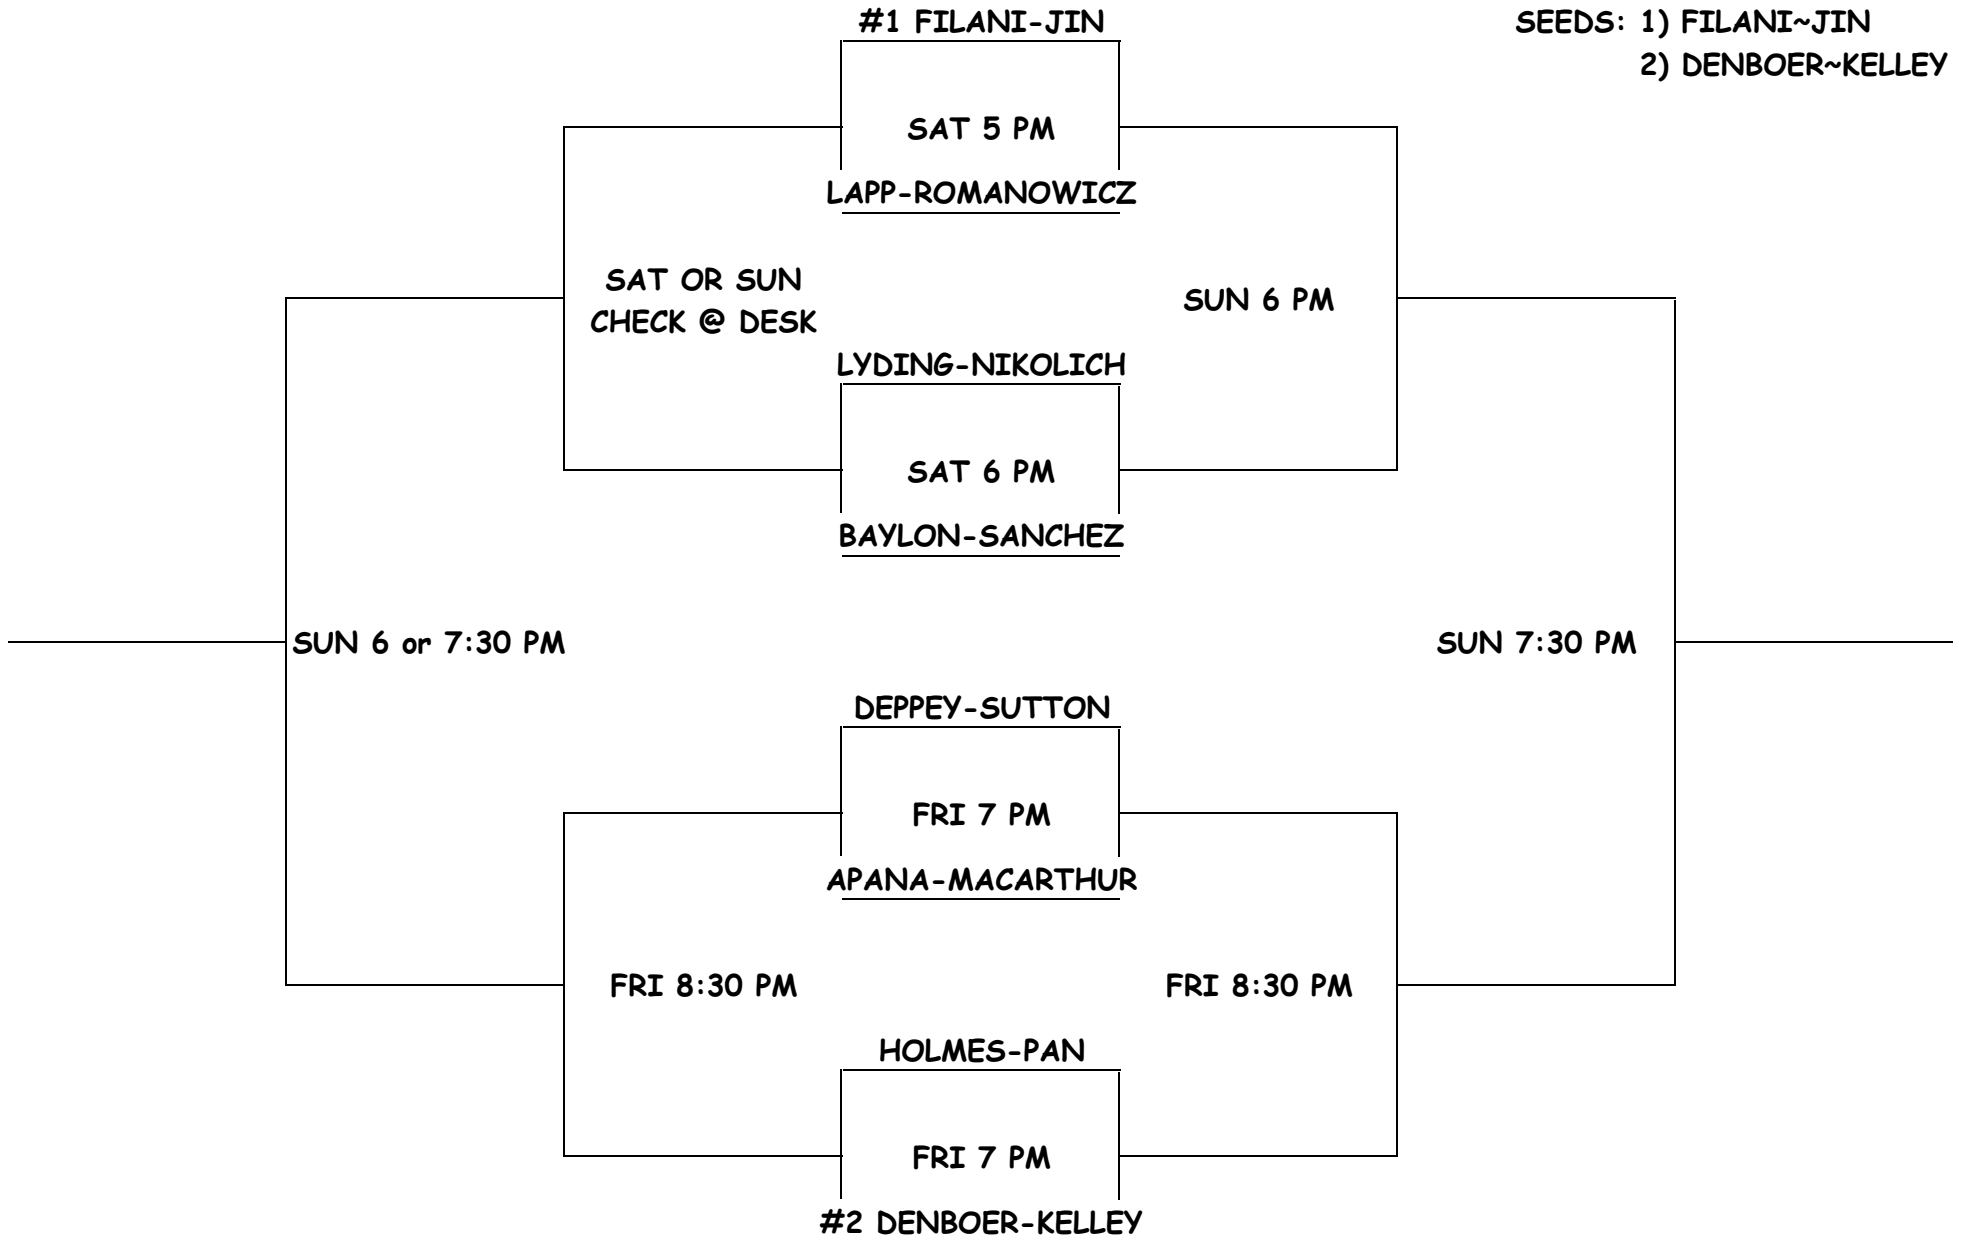 #1 FILANI-JIN
SEEDS: 1) FILANI~JIN
2) DENBOER~KELLEY
SAT 5 PM
LAPP-ROMANOWICZ
SAT OR SUN
CHECK @ DESK
SUN 6 PM
LYDING-NIKOLICH
SAT 6 PM
BAYLON-SANCHEZ
SUN 6 or 7:30 PM
SUN 7:30 PM
DEPPEY-SUTTON
FRI 7 PM
APANA-MACARTHUR
FRI 8:30 PM
FRI 8:30 PM
HOLMES-PAN
FRI 7 PM
#2 DENBOER-KELLEY